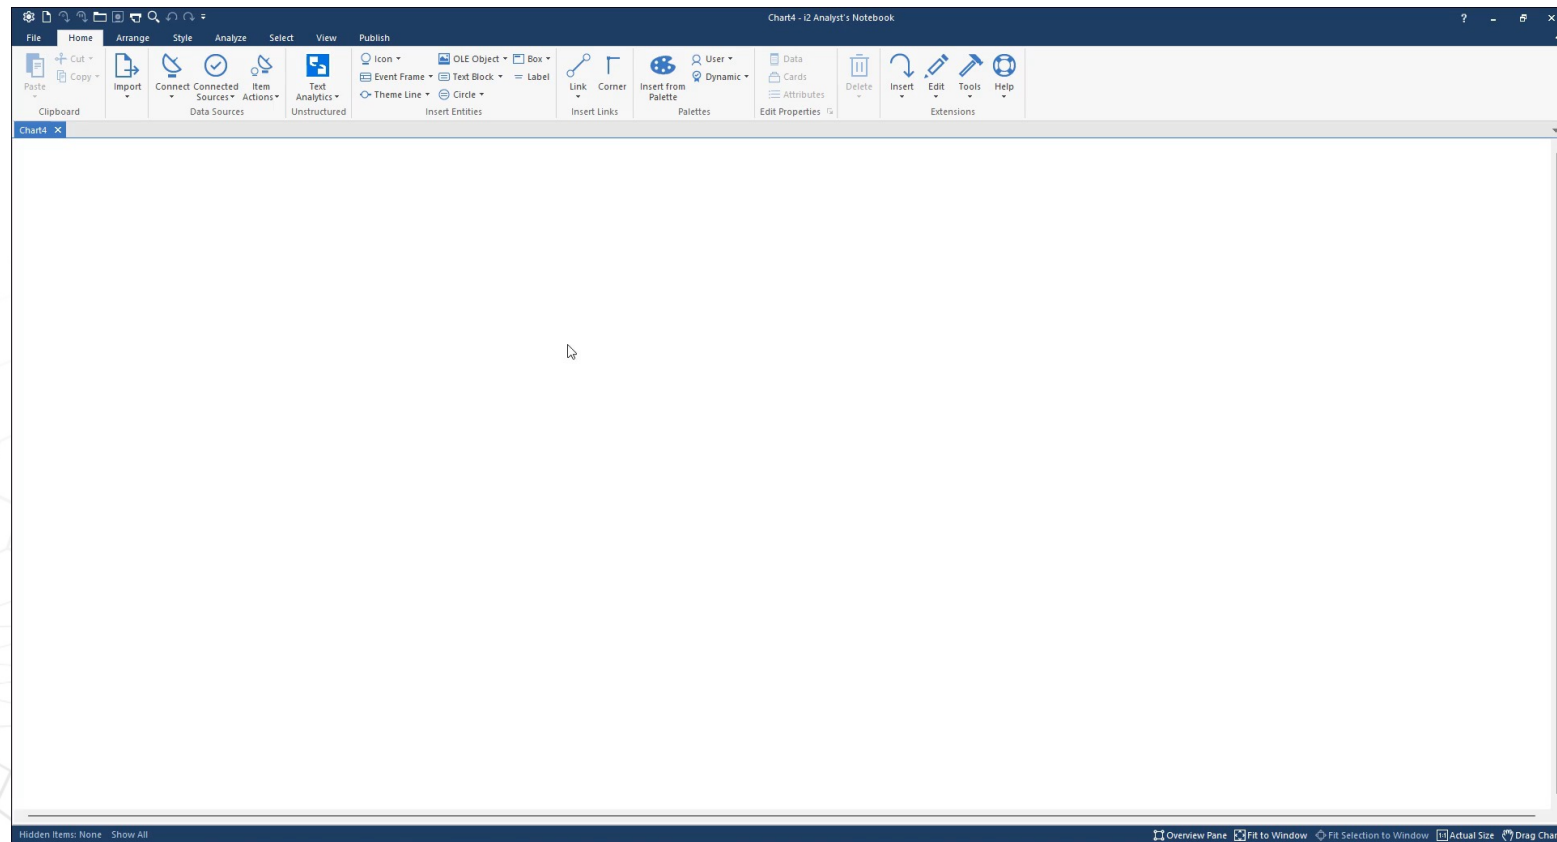 Chart4 - i2 Analyst's Notebook
File Home Arrange Style Analyze Select View Publish
Paste
Cut
Copy
Clipboard
Import
Connect
Connected Sources
Item Actions
Data Sources
Text Analytics
Unstructured
Icon
Event Frame
Theme Line
OLE Object
Text Block
Circle
Box
Label
Insert Entities
Link
Corner
Insert Links
Insert from Palette
User
Dynamic
Palettes
Data
Cards
Attributes
Edit Properties
Delete
Insert
Edit
Tools
Help
Extensions
Chart4
Hidden Items: None Show All
Overview Pane Fit to Window Fit Selection to Window 1:1 Actual Size Drag Char